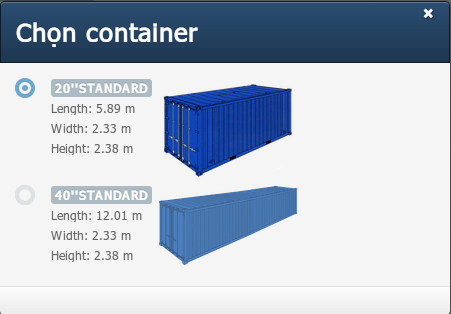 Chọn container
20''STANDARD
Length: 5.89 m
Width: 2.33 m
Height: 2.38 m
40''STANDARD
Length: 12.01 m
Width: 2.33 m
Height: 2.38 m